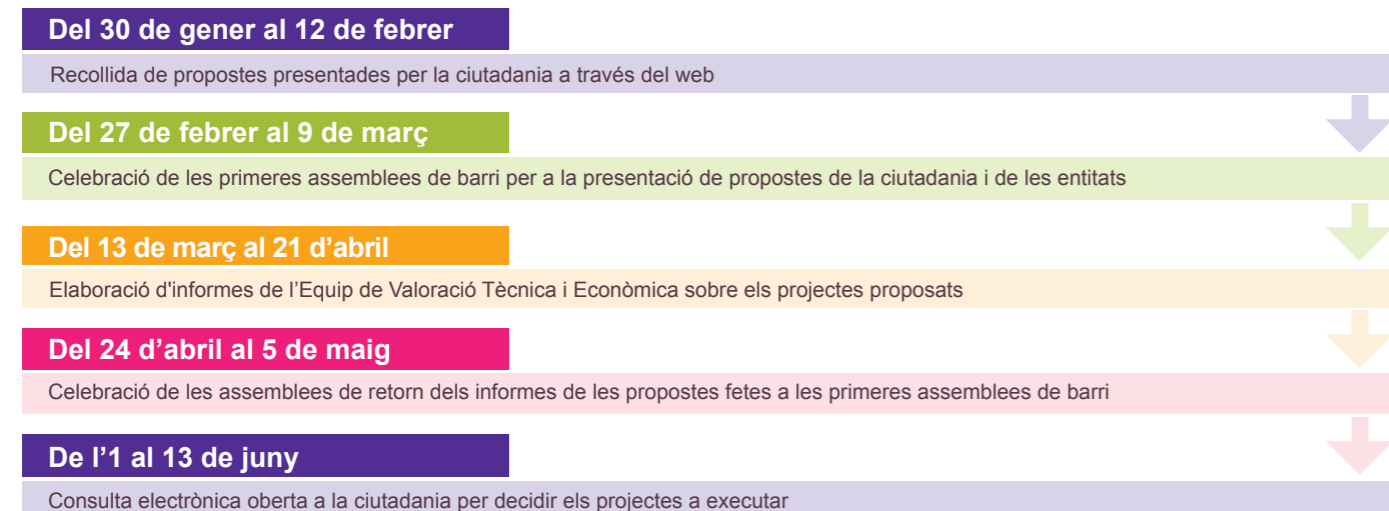 Del 30 de gener al 12 de febrer
Recollida de propostes presentades per la ciutadania a través del web
Del 27 de febrer al 9 de març
Celebració de les primeres assemblees de barri per a la presentació de propostes de la ciutadania i de les entitats
Del 13 de març al 21 d’abril
Elaboració d'informes de l’Equip de Valoració Tècnica i Econòmica sobre els projectes proposats
Del 24 d’abril al 5 de maig
Celebració de les assemblees de retorn dels informes de les propostes fetes a les primeres assemblees de barri
De l’1 al 13 de juny
Consulta electrònica oberta a la ciutadania per decidir els projectes a executar